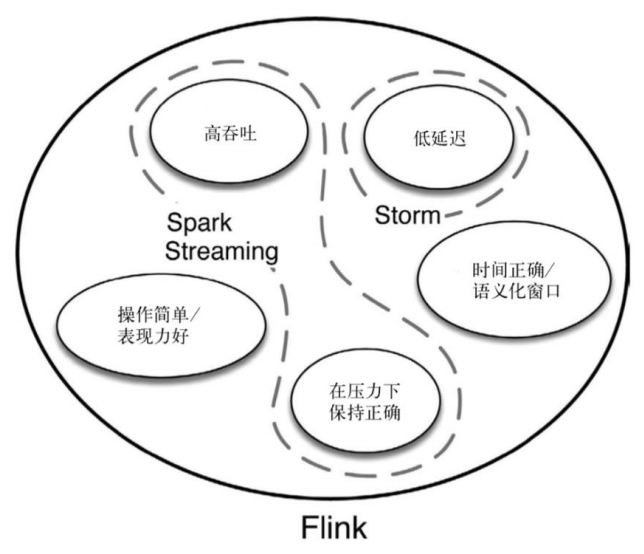 高吞吐
低延迟
Spark
Streaming
Storm
时间正确/
语义化窗口
操作简单/
表现力好
在压力下
保持正确
Flink